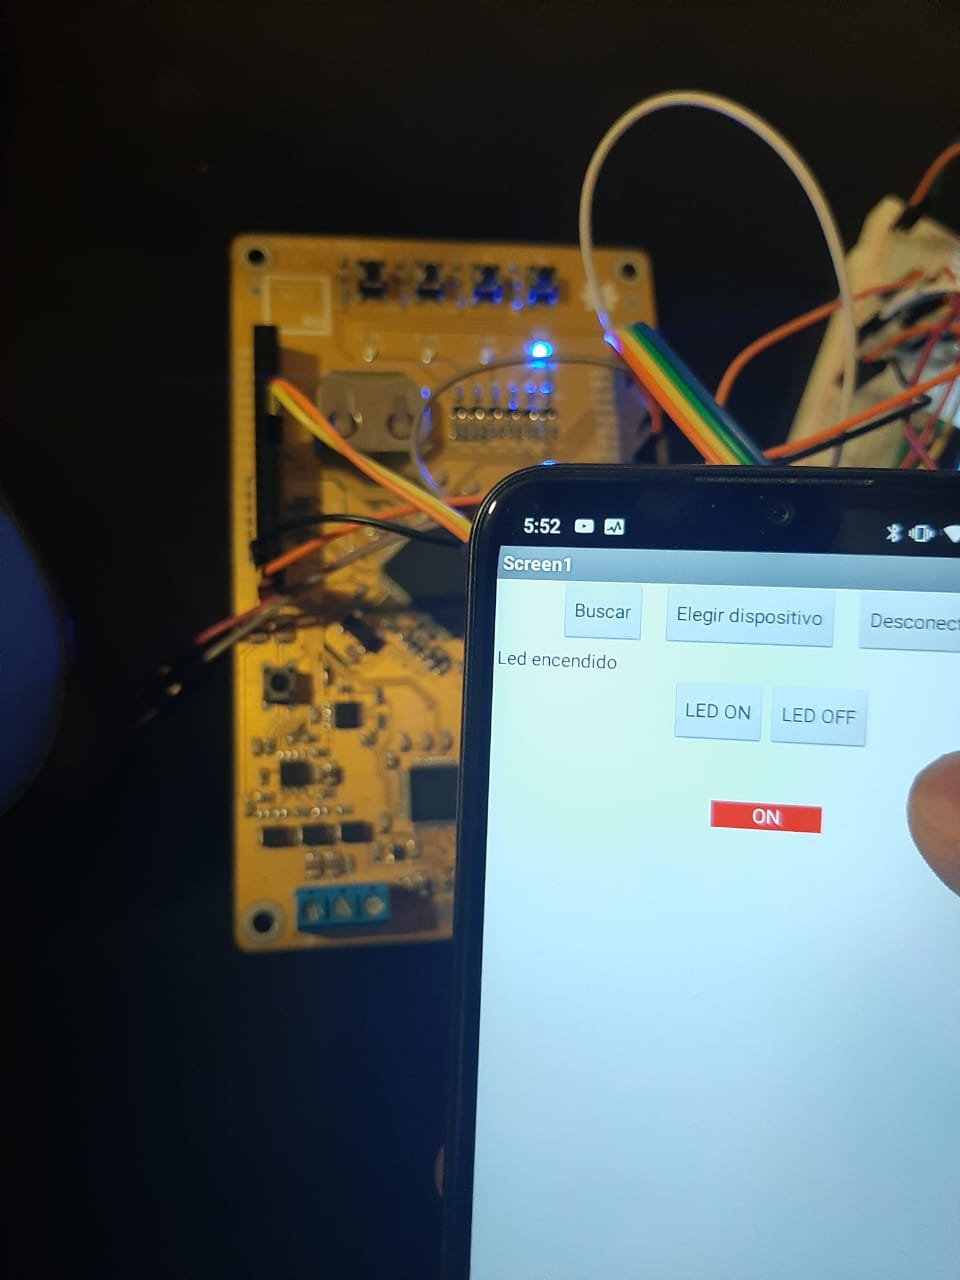 5:52
Screen1
Buscar
Elegir dispositivo
Desconect
Led encendido
LED ON
LED OFF
ON